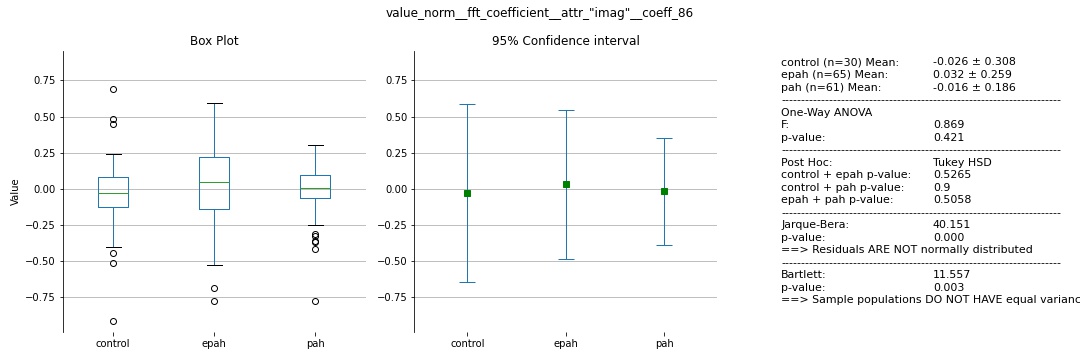 value_norm__fft_coefficient__attr_"imag"__coeff_86
Box Plot
95% Confidence interval
Value
0.75
0.50
0.25
0.00
−0.25
−0.50
−0.75
control
epah
pah
0.75
0.50
0.25
0.00
−0.25
−0.50
−0.75
control
epah
pah
control (n=30) Mean: -0.026 ± 0.308
epah (n=65) Mean: 0.032 ± 0.259
pah (n=61) Mean: -0.016 ± 0.186
One-Way ANOVA
F: 0.869
p-value: 0.421
Post Hoc: Tukey HSD
control + epah p-value: 0.5265
control + pah p-value: 0.9
epah + pah p-value: 0.5058
Jarque-Bera: 40.151
p-value: 0.000
==> Residuals ARE NOT normally distributed
Bartlett: 11.557
p-value: 0.003
==> Sample populations DO NOT HAVE equal varianc